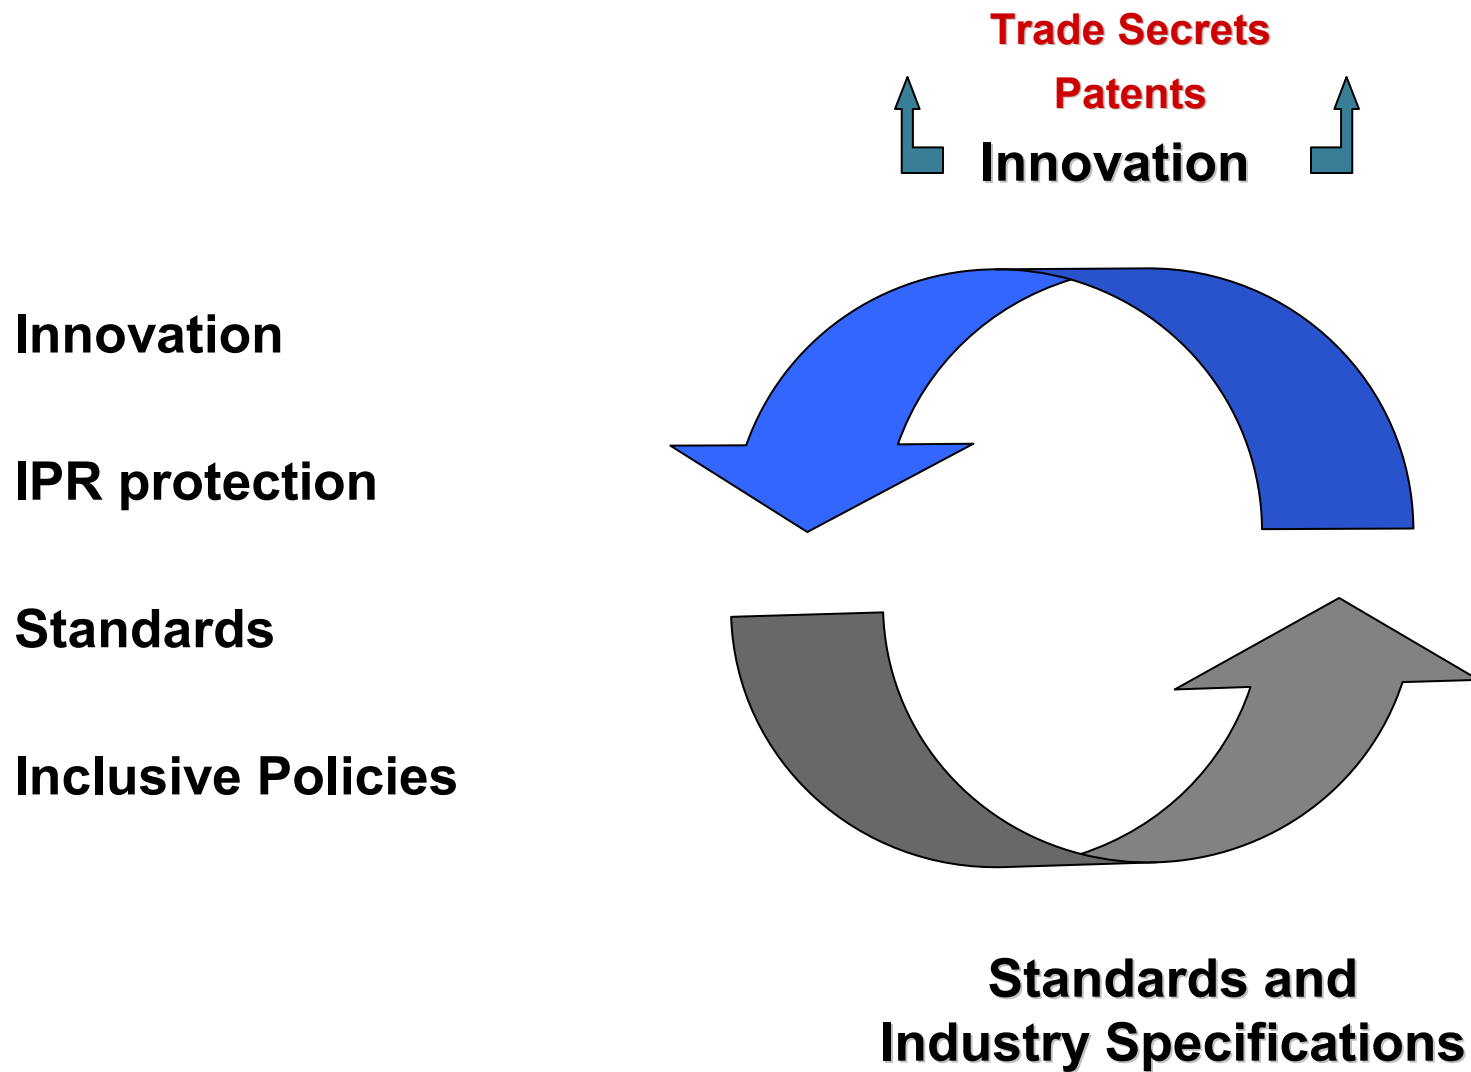 Trade Secrets
Patents
Innovation
Innovation
IPR protection
Standards
Inclusive Policies
Standards and
Industry Specifications